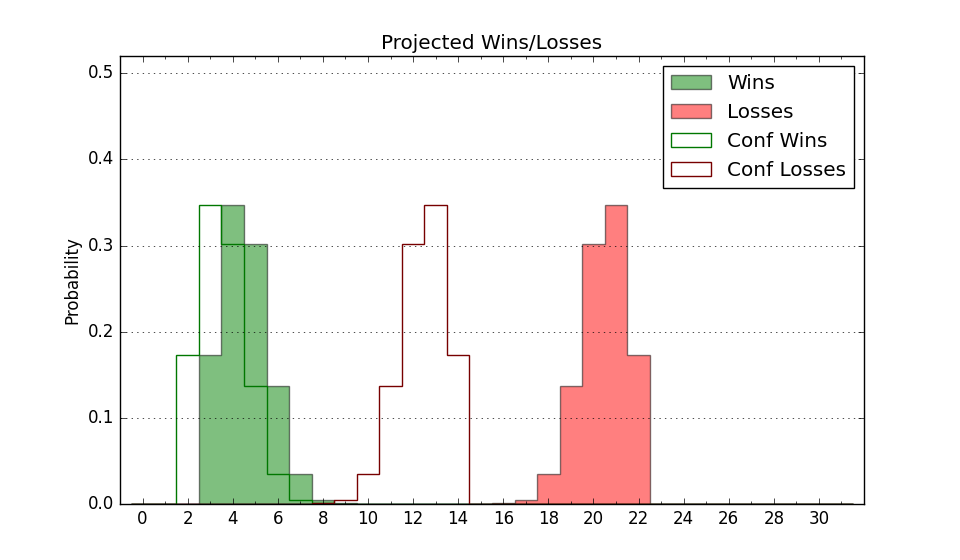 Projected Wins/Losses
0.5
0.4
0.3
0.2
0.1
0.0
Probability
Wins
Losses
Conf Wins
Conf Losses
0 2 4 6 8 10 12 14 16 18 20 22 24 26 28 30